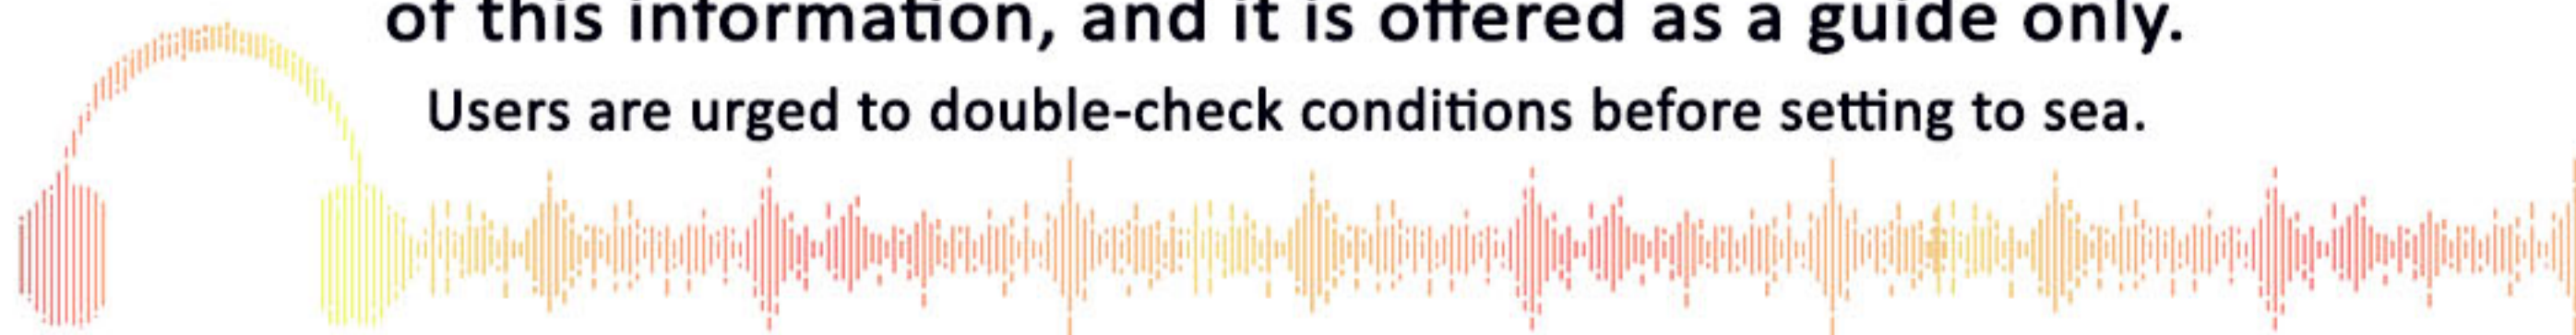 of this information, and it is offered as a guide only.
Users are urged to double-check conditions before setting to sea.